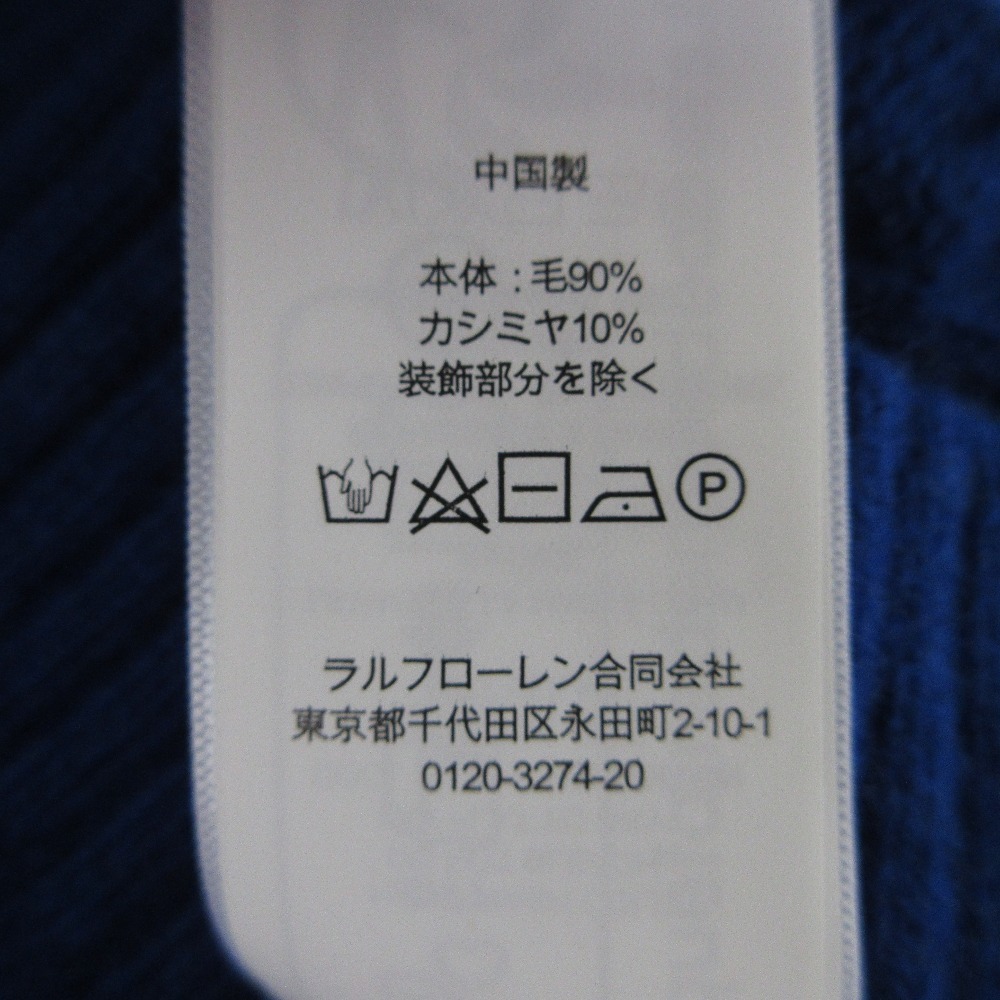 中国製
本体:毛90%
カシミヤ10%
装飾部分を除く
P
ラルフローレン合同会社
東京都千代田区永田町2-10-1
0120-3274-20